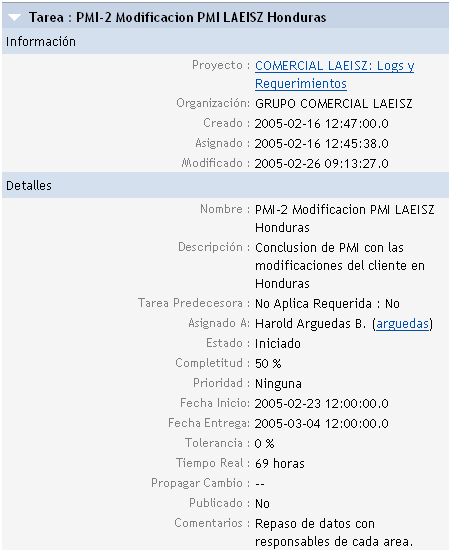 Tarea : PMI-2 Modificacion PMI LAEISZ Honduras
Información
Proyecto : COMERCIAL LAEISZ: Logs y
Requerimientos
Organización: GRUPO COMERCIAL LAEISZ
Creado : 2005-02-16 12:47:00.0
Asignado : 2005-02-16 12:45:38.0
Modificado : 2005-02-26 09:13:27.0
Detalles
Nombre : PMI-2 Modificacion PMI LAEISZ
Honduras
Descripción : Conclusion de PMI con las
modificaciones del cliente en
Honduras
Tarea Predecesora : No Aplica Requerida : No
Asignado A: Harold Arguedas B. (arguedas)
Estado : Iniciado
Completitud : 50 %
Prioridad : Ninguna
Fecha Inicio: 2005-02-23 12:00:00.0
Fecha Entrega: 2005-03-04 12:00:00.0
Tolerancia : 0 %
Tiempo Real : 69 horas
Propagar Cambio : --
Publicado : No
Comentarios : Repaso de datos con
responsables de cada area.